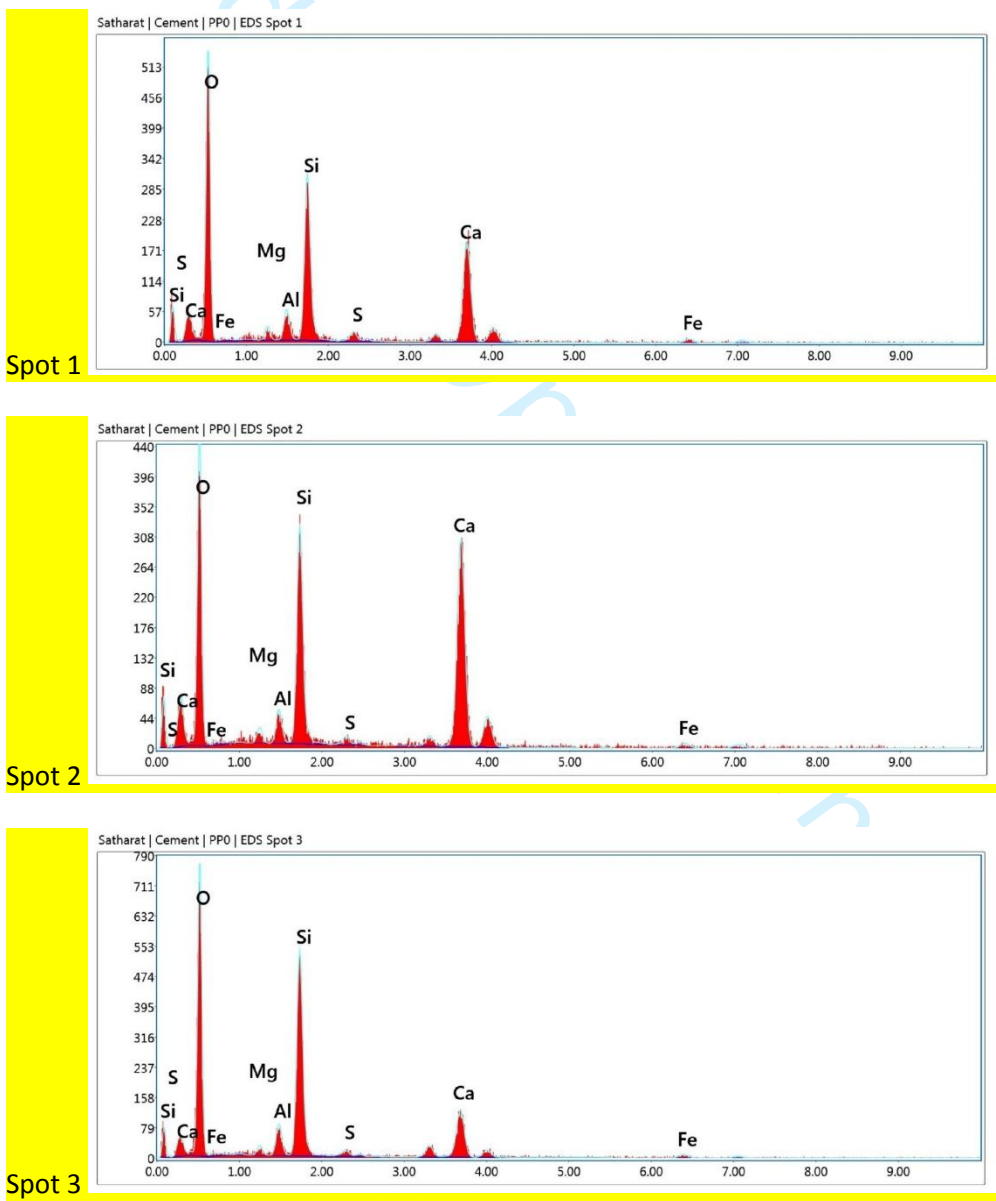 Satharat | Cement | PP0 | EDS Spot 1
513
O
456
399
342
Si
285
228
Ca
171
Mg
S
114
Si
Al
57
Ca
Fe
S
Fe
0
0.00 1.00 2.00 3.00 4.00 5.00 6.00 7.00 8.00 9.00
Spot 1
Satharat | Cement | PP0 | EDS Spot 2
440
396
O
Si
352
Ca
308
264
220
176
132
Mg
Si
88
Ca
Al
44
S
Fe
S
Fe
0
0.00 1.00 2.00 3.00 4.00 5.00 6.00 7.00 8.00 9.00
Spot 2
Satharat | Cement | PP0 | EDS Spot 3
790
711
O
632
Si
553
474
395
316
237
S
Mg
158
Si
Al
Ca
79
Ca
Fe
S
Fe
0
0.00 1.00 2.00 3.00 4.00 5.00 6.00 7.00 8.00 9.00
Spot 3